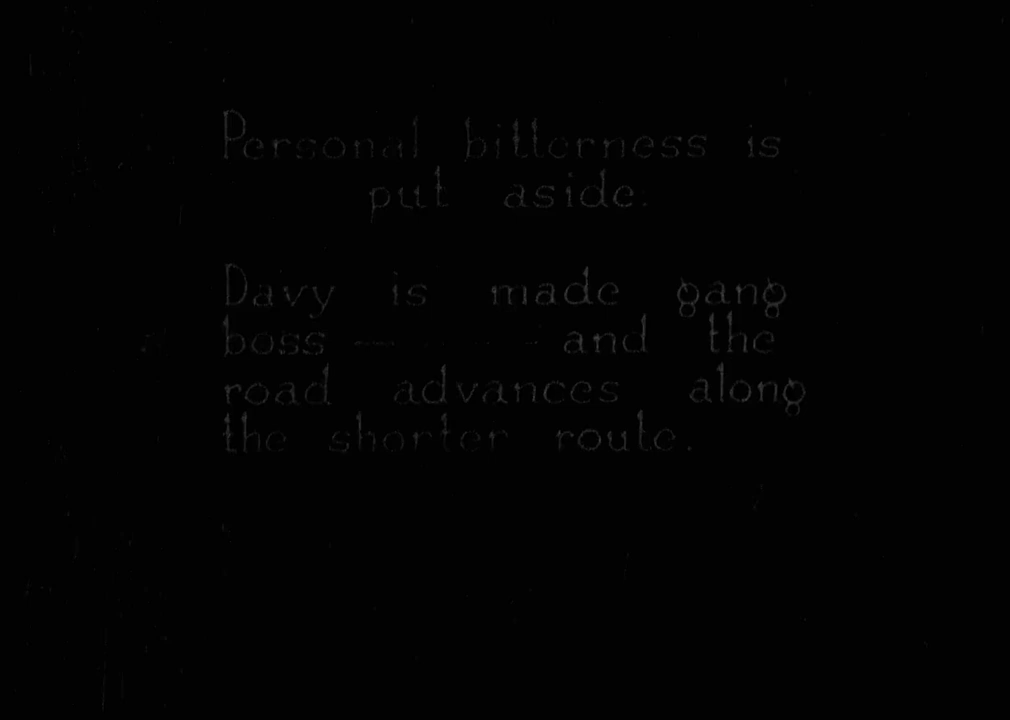 Personal bitterness is
put aside.
Davy is made gang
boss — - - - - and the
road advances along
the shorter route.